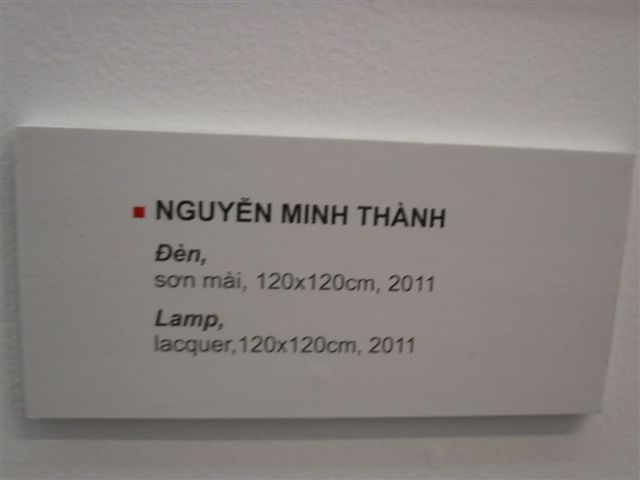 NGUYỄN MINH THÀNH
Đèn,
sơn mài, 120x120cm, 2011
Lamp,
lacquer,120x120cm, 2011